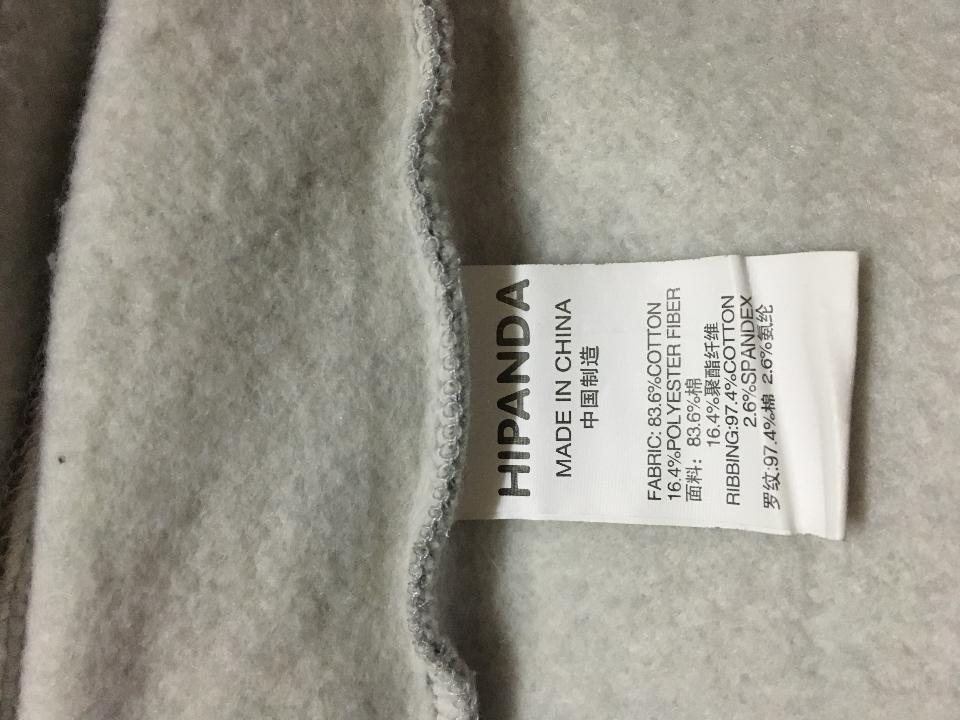 HIPANDA
MADE IN CHINA
中国制造
FABRIC: 83.6%COTTON
16.4%POLYESTER FIBER
面料: 83.6%棉
16.4%聚酯纤维
RIBBING:97.4%COTTON
2.6%SPANDEX
罗纹:97.4%棉 2.6%氨纶